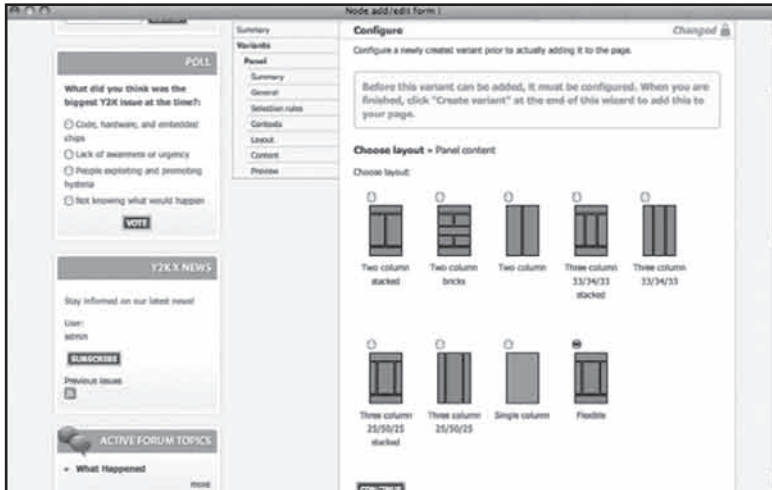 Node add/edit form |
POLL
What did you think was the
biggest Y2K issue at the time?:
Code, hardware, and embedded
chips
Lack of awareness or urgency
People exploiting and promoting
hysteria
Not knowing what would happen
VOTE
Y2KX NEWS
Stay informed on our latest news!
User:
admin
SUBSCRIBE
Previous issues
ACTIVE FORUM TOPICS
What Happened
more
Summary
Variants
Panel
Summary
General
Selection rules
Contexts
Layout
Content
Preview
Configure
Changed
Configure a newly created variant prior to actually adding it to the page.
Before this variant can be added, it must be configured. When you are
finished, click "Create variant" at the end of this wizard to add this to
your page.
Choose layout » Panel content
Choose layout:
Two column
stacked
Two column
bricks
Two column
Three column
33/34/33
stacked
Three column
33/34/33
Three column
25/50/25
stacked
Three column
25/50/25
Single column
Flexible